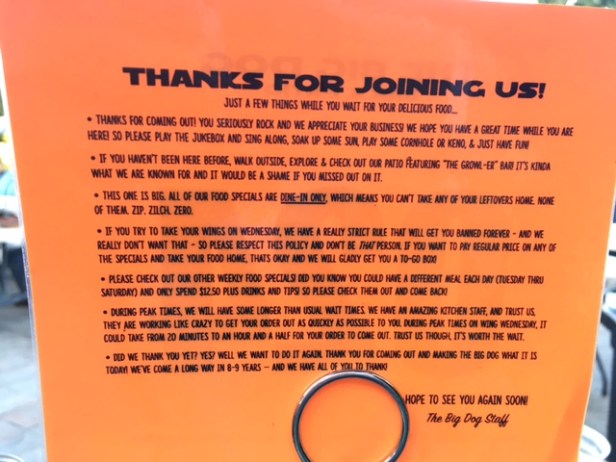 THANKS FOR JOINING US!
JUST A FEW THINGS WHILE YOU WAIT FOR YOUR DELICIOUS FOOD...
• THANKS FOR COMING OUT! YOU SERIOUSLY ROCK AND WE APPRECIATE YOUR BUSINESS! WE HOPE YOU HAVE A GREAT TIME WHILE YOU ARE
HERE! SO PLEASE PLAY THE JUKEBOX AND SING ALONG, SOAK UP SOME SUN, PLAY SOME CORNHOLE OR KENO, & JUST HAVE FUN!
• IF YOU HAVEN'T BEEN HERE BEFORE, WALK OUTSIDE, EXPLORE & CHECK OUT OUR PATIO FEATURING "THE GROWL-ER" BAR! IT'S KINDA
WHAT WE ARE KNOWN FOR AND IT WOULD BE A SHAME IF YOU MISSED OUT ON IT.
• THIS ONE IS BIG. ALL OF OUR FOOD SPECIALS ARE DINE-IN ONLY, WHICH MEANS YOU CAN'T TAKE ANY OF YOUR LEFTOVERS HOME. NONE
OF THEM. ZIP. ZILCH. ZERO.
• IF YOU TRY TO TAKE YOUR WINGS ON WEDNESDAY, WE HAVE A REALLY STRICT RULE THAT WILL GET YOU BANNED FOREVER - AND WE
REALLY DON'T WANT THAT - SO PLEASE RESPECT THIS POLICY AND DON'T BE THAT PERSON. IF YOU WANT TO PAY REGULAR PRICE ON ANY OF
THE SPECIALS AND TAKE YOUR FOOD HOME, THATS OKAY AND WE WILL GLADLY GET YOU A TO-GO BOX!
• PLEASE CHECK OUT OUR OTHER WEEKLY FOOD SPECIALS! DID YOU KNOW YOU COULD HAVE A DIFFERENT MEAL EACH DAY (TUESDAY THRU
SATURDAY) AND ONLY SPEND $12.50 PLUS DRINKS AND TIPS! SO PLEASE CHECK THEM OUT AND COME BACK!
• DURING PEAK TIMES, WE WILL HAVE SOME LONGER THAN USUAL WAIT TIMES. WE HAVE AN AMAZING KITCHEN STAFF, AND TRUST US,
THEY ARE WORKING LIKE CRAZY TO GET YOUR ORDER OUT AS QUICKLY AS POSSIBLE TO YOU. DURING PEAK TIMES ON WING WEDNESDAY, IT
COULD TAKE FROM 20 MINUTES TO AN HOUR AND A HALF FOR YOUR ORDER TO COME OUT. TRUST US THOUGH, IT'S WORTH THE WAIT.
• DID WE THANK YOU YET? YES? WELL WE WANT TO DO IT AGAIN. THANK YOU FOR COMING OUT AND MAKING THE BIG DOG WHAT IT IS
TODAY! WE'VE COME A LONG WAY IN 8-9 YEARS - AND WE HAVE ALL OF YOU TO THANK!
HOPE TO SEE YOU AGAIN SOON!
The Big Dog Staff